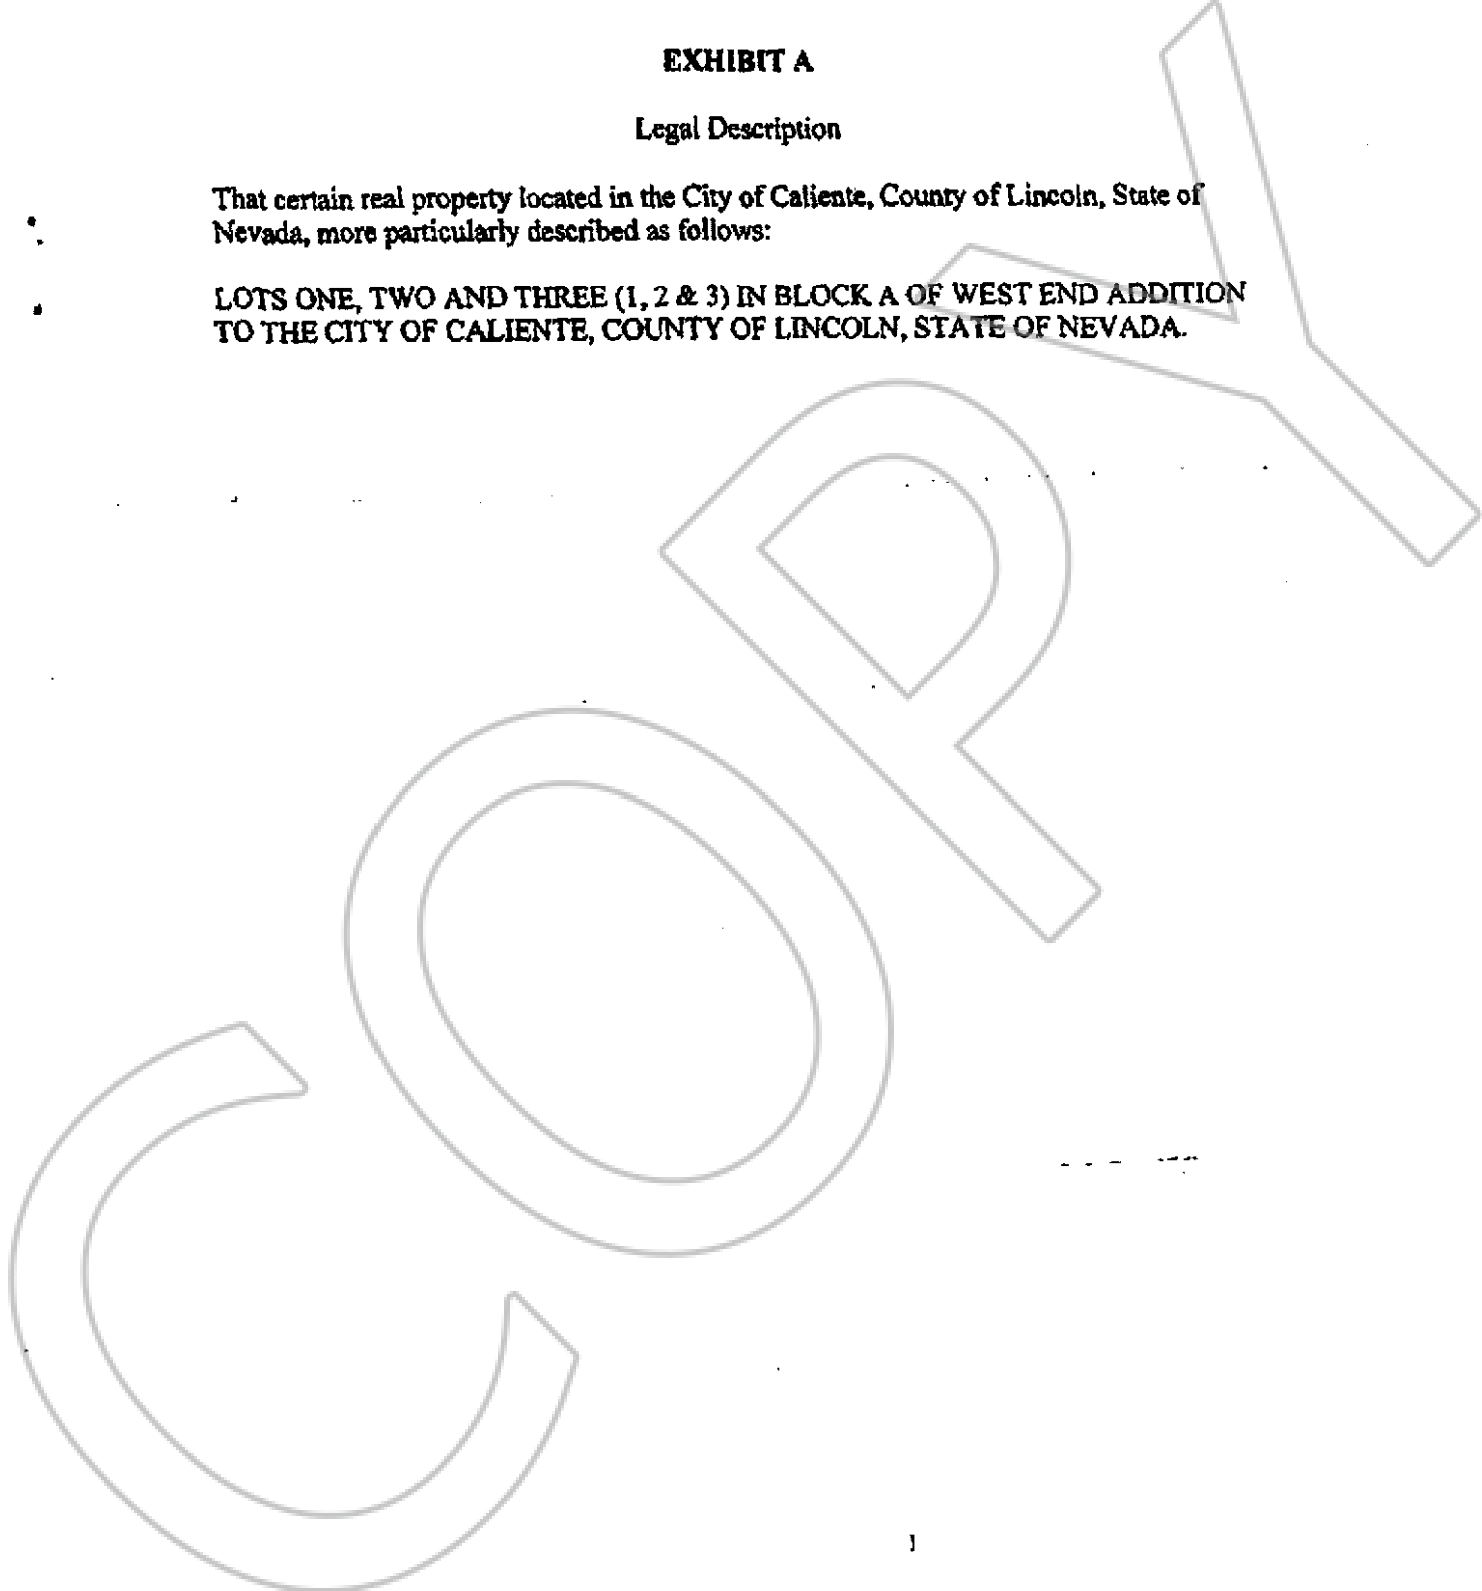 EXHIBIT A
Legal Description
That certain real property located in the City of Caliente, County of Lincoln, State of
Nevada, more particularly described as follows:
LOTS ONE, TWO AND THREE (1, 2 & 3) IN BLOCK A OF WEST END ADDITION
TO THE CITY OF CALIENTE, COUNTY OF LINCOLN, STATE OF NEVADA.
COPY
1